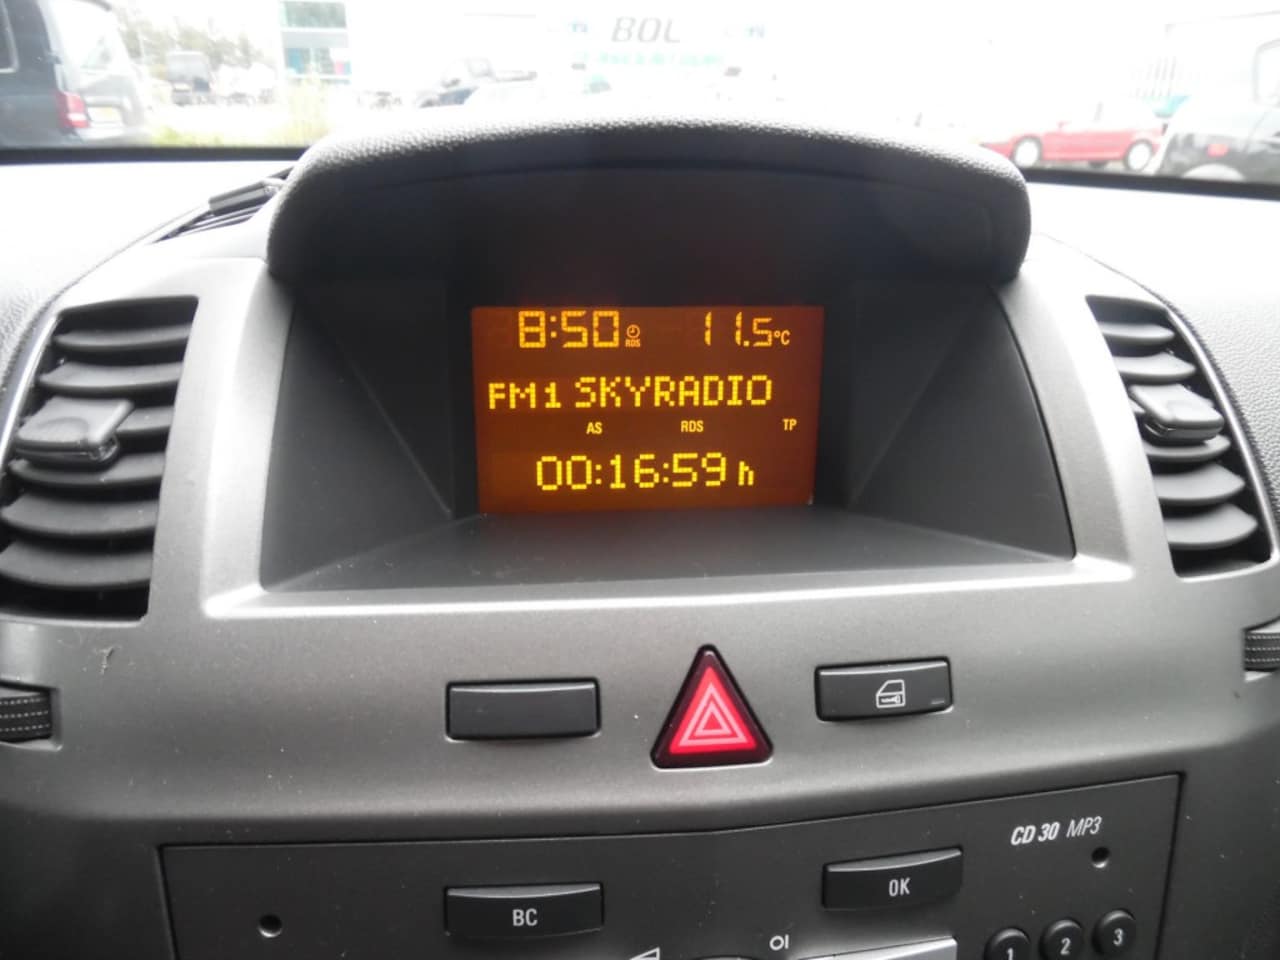 BOL
8:50 RDS 11.5°C
FM1 SKYRADIO
AS RDS TP
00:16:59 h
CD 30 MP3
BC OK
1 2 3